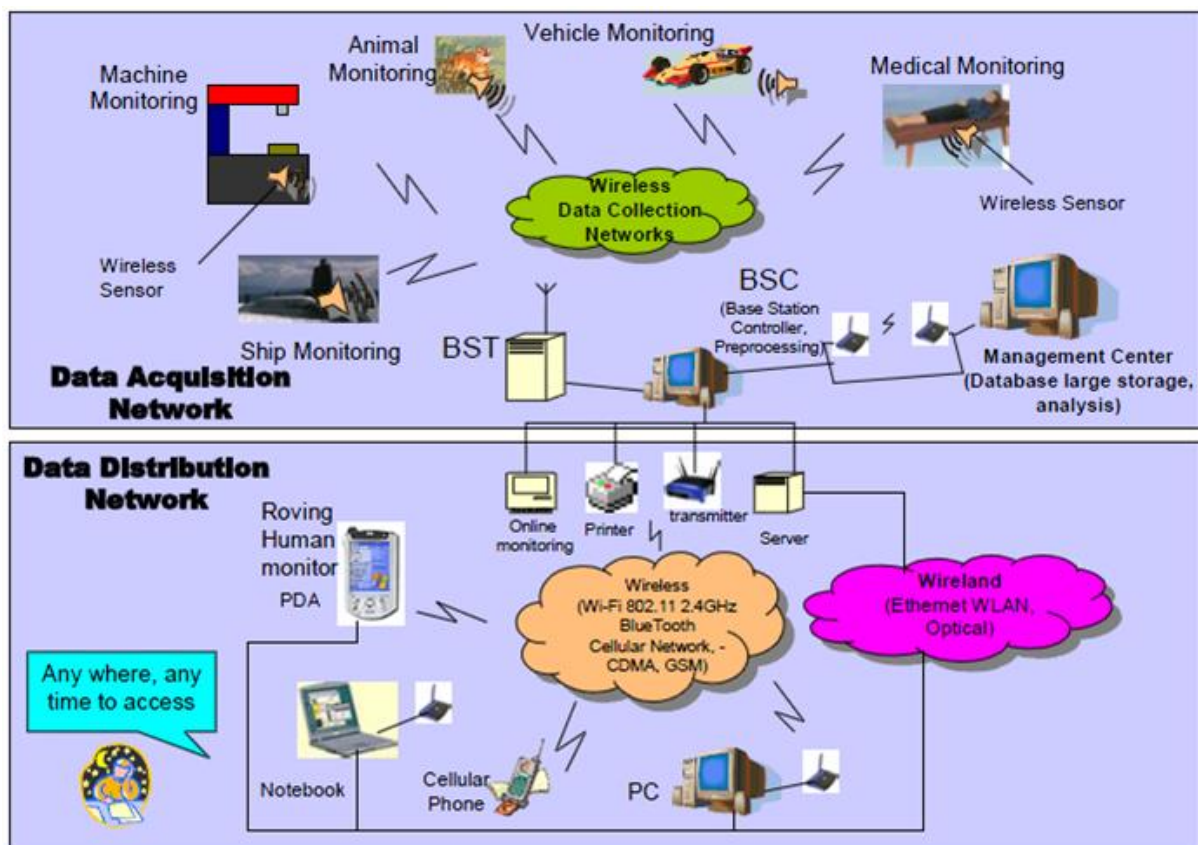 Animal
Monitoring
Vehicle Monitoring
Machine
Monitoring
Medical Monitoring
Wireless
Data Collection
Networks
Wireless Sensor
Wireless
Sensor
Ship Monitoring
BST
BSC
(Base Station
Controller,
Preprocessing)
Management Center
(Database large storage,
analysis)
Data Acquisition
Network
Data Distribution
Network
Roving
Human
monitor
PDA
Online
monitoring
Printer
transmitter
Server
Wireless
(Wi-Fi 802.11 2.4GHz
BlueTooth
Cellular Network, -
CDMA, GSM)
Wireland
(Ethernet WLAN,
Optical)
Any where, any
time to access
Notebook
Cellular
Phone
PC